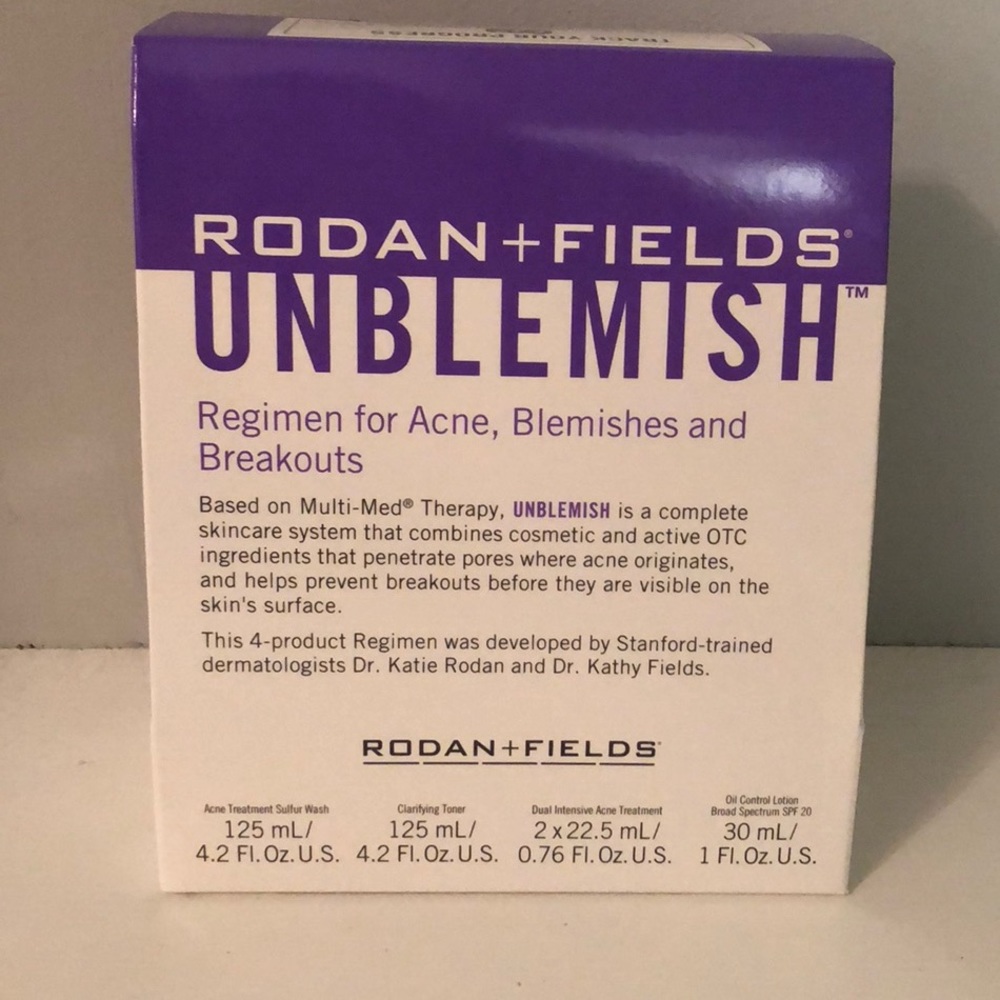 TRACK YOUR PROGRESS
RODAN+FIELDS®
UNBLEMISH™
Regimen for Acne, Blemishes and
Breakouts
Based on Multi-Med® Therapy, UNBLEMISH is a complete
skincare system that combines cosmetic and active OTC
ingredients that penetrate pores where acne originates,
and helps prevent breakouts before they are visible on the
skin's surface.
This 4-product Regimen was developed by Stanford-trained
dermatologists Dr. Katie Rodan and Dr. Kathy Fields.
RODAN+FIELDS®
Acne Treatment Sulfur Wash
125 mL/
4.2 Fl. Oz. U.S.
Clarifying Toner
125 mL/
4.2 Fl. Oz. U.S.
Dual Intensive Acne Treatment
2 x 22.5 mL/
0.76 Fl. Oz. U.S.
Oil Control Lotion
Broad Spectrum SPF 20
30 mL/
1 Fl. Oz. U.S.